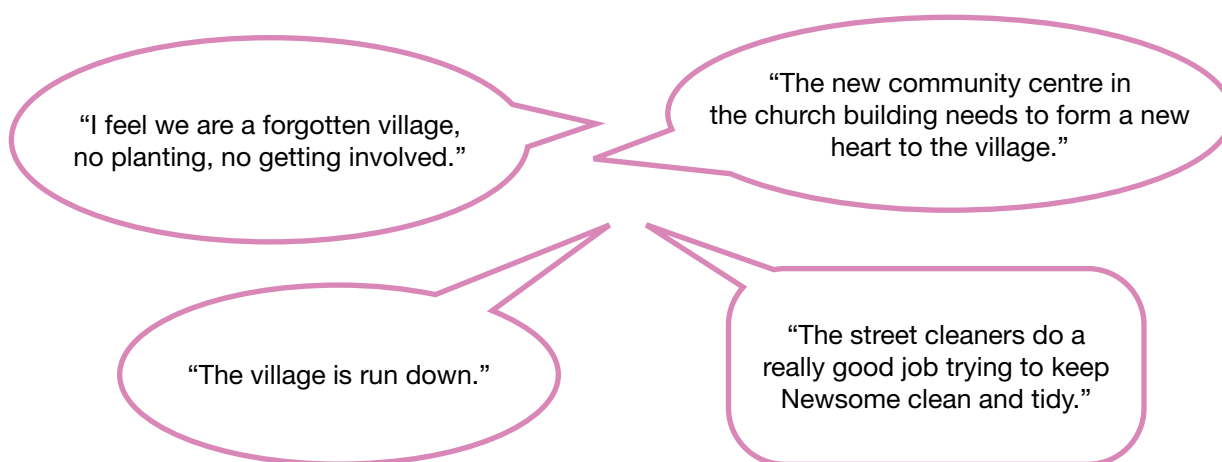 “I feel we are a forgotten village,
no planting, no getting involved.”
“The new community centre in
the church building needs to form a new
heart to the village.”
“The village is run down.”
“The street cleaners do a
really good job trying to keep
Newsome clean and tidy.”